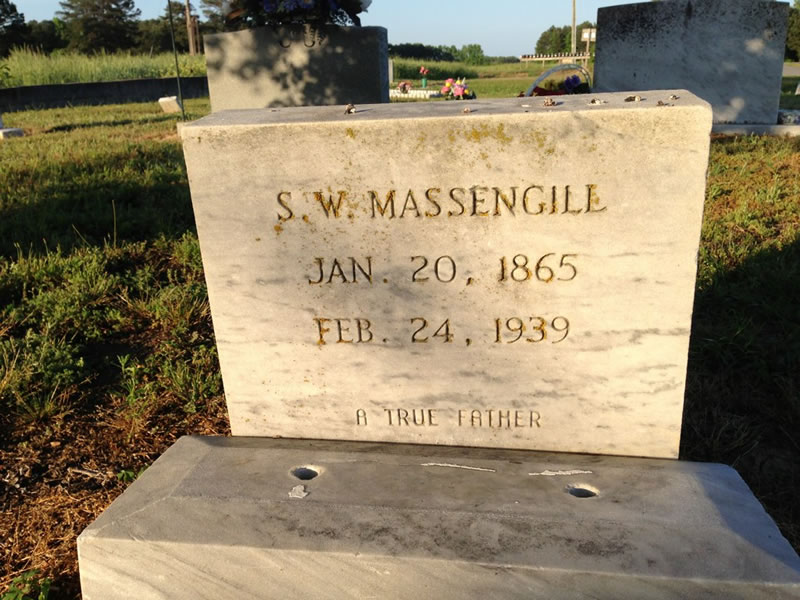 S. W. MASSENGILL
JAN. 20, 1865
FEB. 24, 1939
A TRUE FATHER